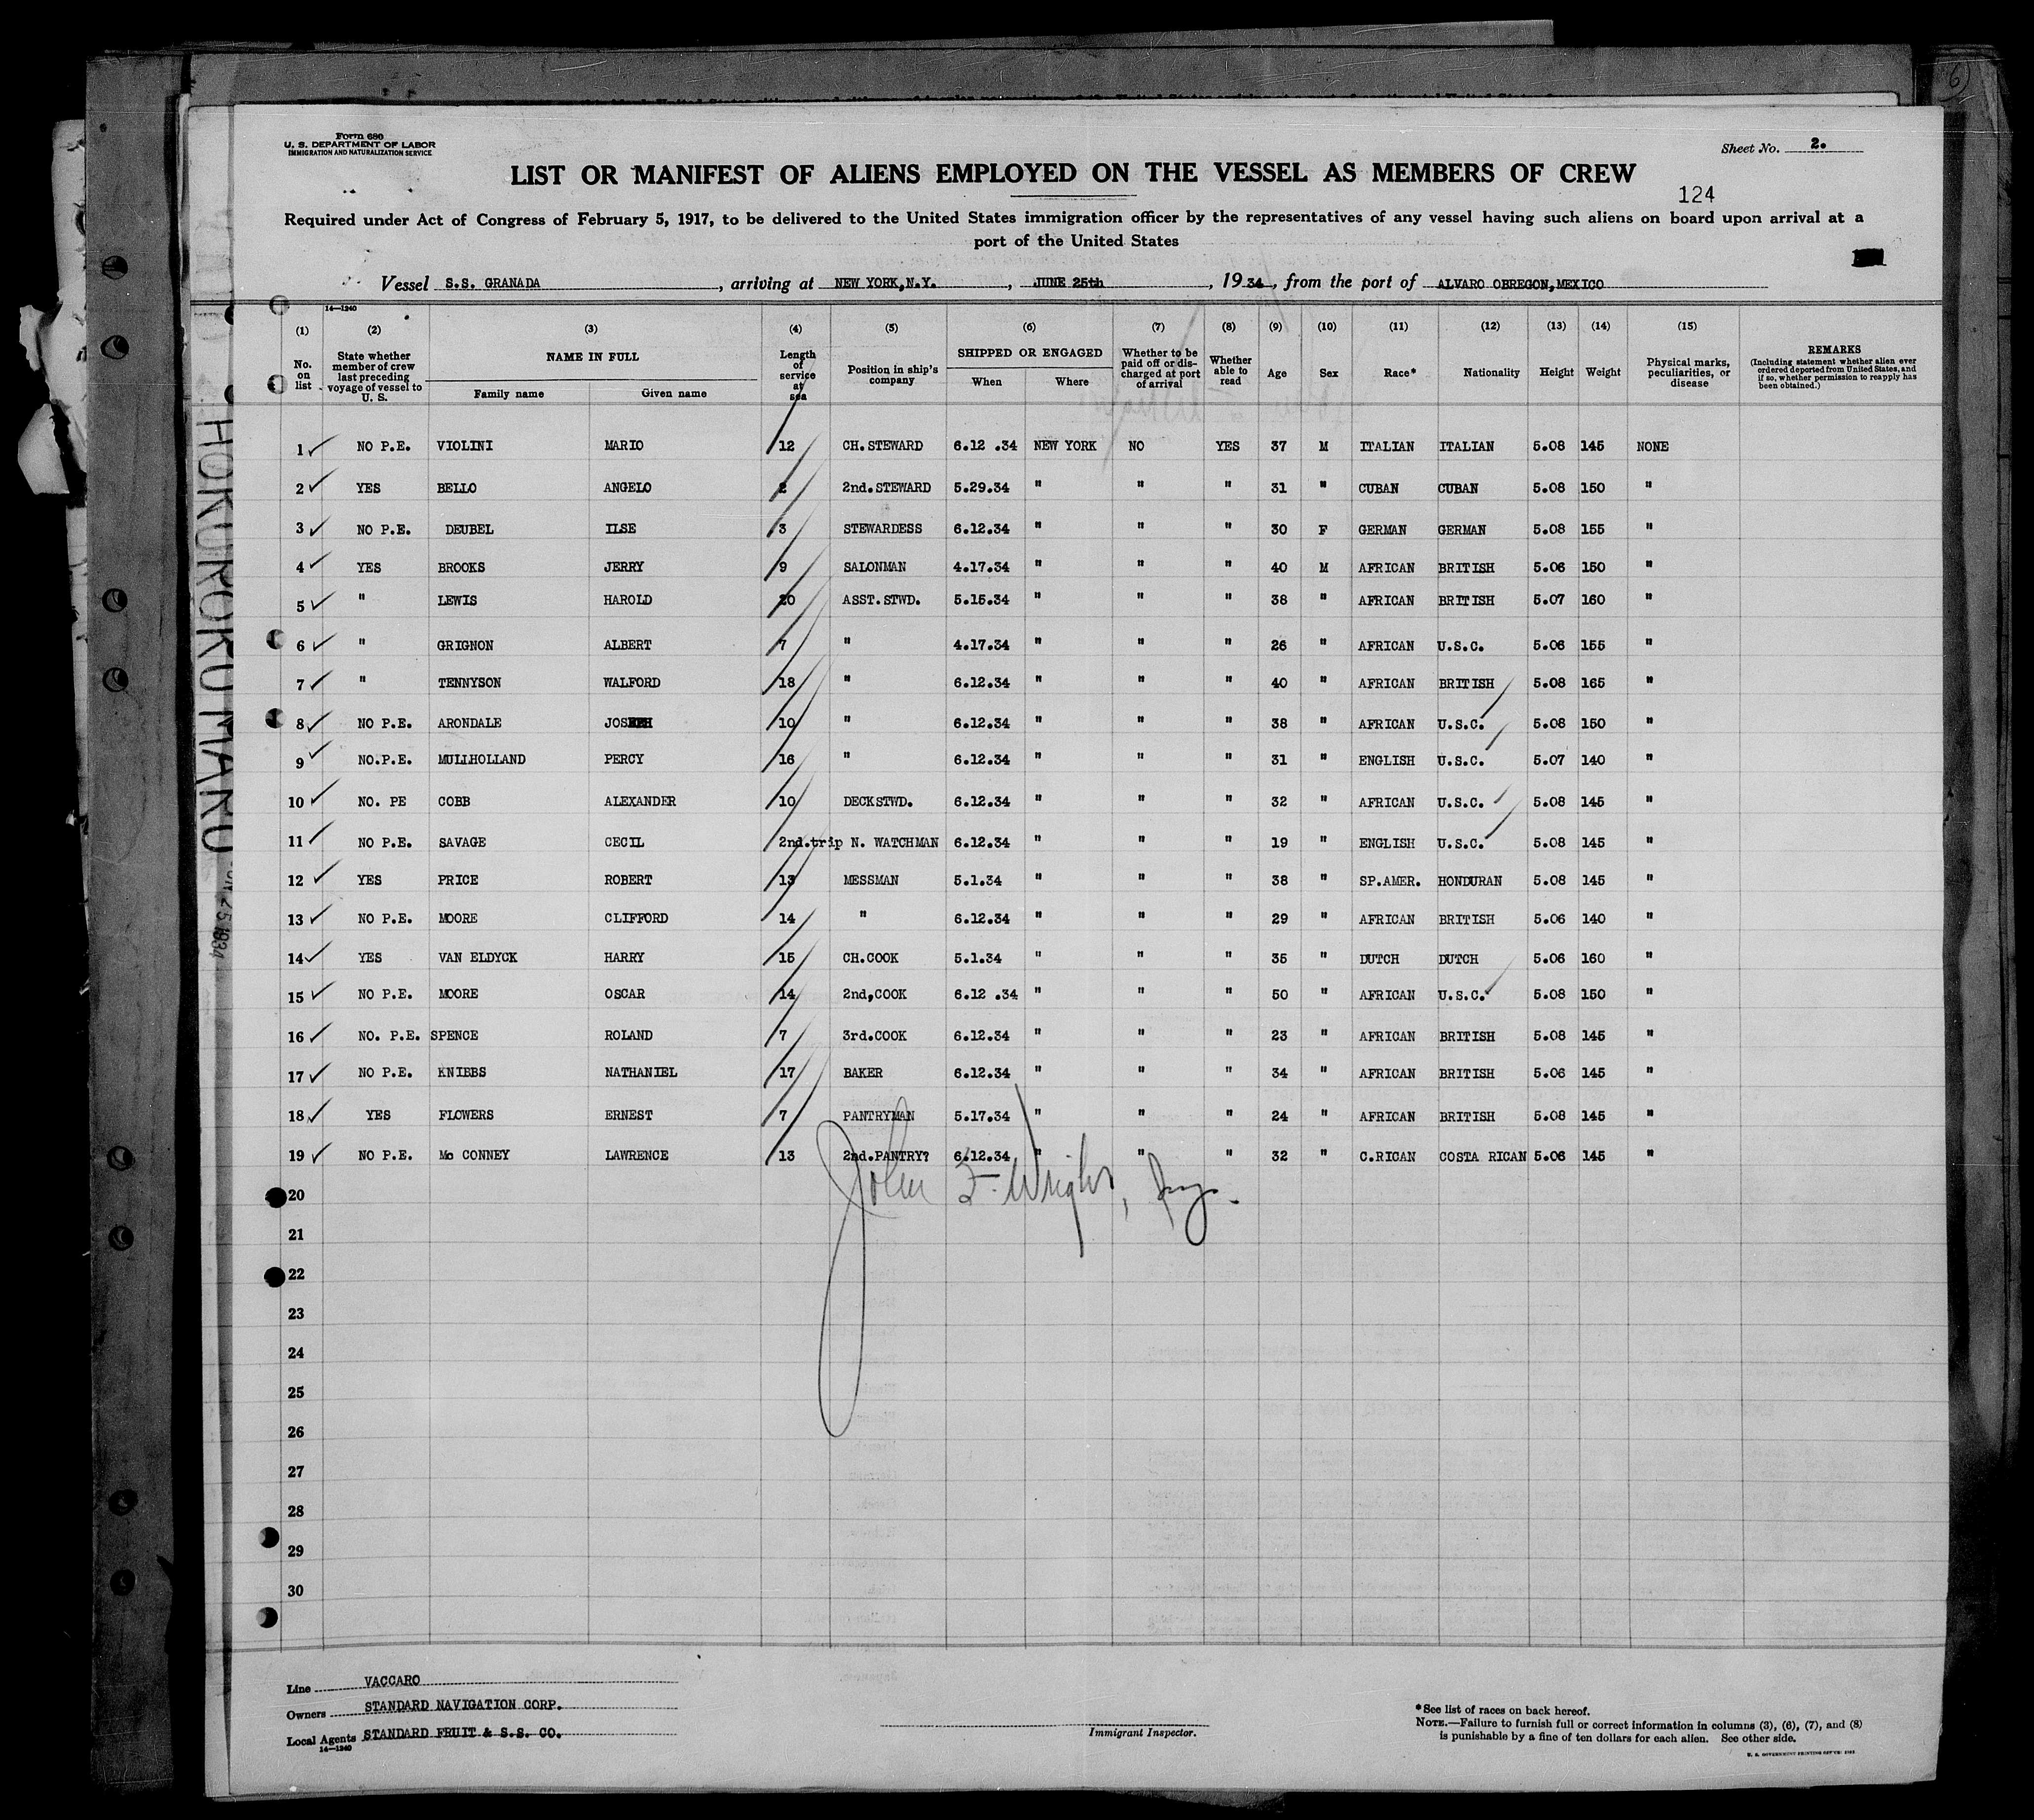 6
Form 680
U. S. DEPARTMENT OF LABOR
IMMIGRATION AND NATURALIZATION SERVICE
Sheet No. 2.
LIST OR MANIFEST OF ALIENS EMPLOYED ON THE VESSEL AS MEMBERS OF CREW
124
Required under Act of Congress of February 5, 1917, to be delivered to the United States immigration officer by the representatives of any vessel having such aliens on board upon arrival at a
port of the United States
Vessel S.S. GRANADA, arriving at NEW YORK,N.Y., JUNE 25th, 1934, from the port of ALVARO OBREGON,MEXICO
14—1240
(1) (2) (3) (4) (5) (6) (7) (8) (9) (10) (11) (12) (13) (14) (15)
No. on list
State whether member of crew last preceding voyage of vessel to U. S.
NAME IN FULL
Family name Given name
Length of service at sea
Position in ship's company
SHIPPED OR ENGAGED
When Where
Whether to be paid off or discharged at port of arrival
Whether able to read
Age Sex Race* Nationality Height Weight
Physical marks, peculiarities, or disease
REMARKS
(Including statement whether alien ever ordered deported from United States, and if so, whether permission to reapply has been obtained.)
1 NO P.E. VIOLINI MARIO 12 CH.STEWARD 6.12 .34 NEW YORK NO YES 37 M ITALIAN ITALIAN 5.08 145 NONE
2 YES BELLO ANGELO 2 2nd.STEWARD 5.29.34 " " " 31 " CUBAN CUBAN 5.08 150 "
3 NO P.E. DEUBEL ILSE 3 STEWARDESS 6.12.34 " " " 30 F GERMAN GERMAN 5.08 155 "
4 YES BROOKS JERRY 9 SALONMAN 4.17.34 " " " 40 M AFRICAN BRITISH 5.06 150 "
5 " LEWIS HAROLD 20 ASST.STWD. 5.15.34 " " " 38 " AFRICAN BRITISH 5.07 160 "
6 " GRIGNON ALBERT 7 " 4.17.34 " " " 26 " AFRICAN U.S.C. 5.06 155 "
7 " TENNYSON WALFORD 18 " 6.12.34 " " " 40 " AFRICAN BRITISH 5.08 165 "
8 NO P.E. ARONDALE JOSEPH 10 " 6.12.34 " " " 38 " AFRICAN U.S.C. 5.08 150 "
9 NO.P.E. MULLHOLLAND PERCY 16 " 6.12.34 " " " 31 " ENGLISH U.S.C. 5.07 140 "
10 NO. PE COBB ALEXANDER 10 DECKSTWD. 6.12.34 " " " 32 " AFRICAN U.S.C. 5.08 145 "
11 NO P.E. SAVAGE CECIL 2nd.trip N. WATCHMAN 6.12.34 " " " 19 " ENGLISH U.S.C. 5.08 145 "
12 YES PRICE ROBERT 13 MESSMAN 5.1.34 " " " 38 " SP.AMER. HONDURAN 5.08 145 "
13 NO P.E. MOORE CLIFFORD 14 " 6.12.34 " " " 29 " AFRICAN BRITISH 5.06 140 "
14 YES VAN ELDYCK HARRY 15 CH.COOK 5.1.34 " " " 35 " DUTCH DUTCH 5.06 160 "
15 NO P.E. MOORE OSCAR 14 2nd,COOK 6.12 .34 " " " 50 " AFRICAN U.S.C. 5.08 150 "
16 NO. P.E. SPENCE ROLAND 7 3rd.COOK 6.12.34 " " " 23 " AFRICAN BRITISH 5.08 145 "
17 NO P.E. KNIBBS NATHANIEL 17 BAKER 6.12.34 " " " 34 " AFRICAN BRITISH 5.06 145 "
18 YES FLOWERS ERNEST 7 PANTRYMAN 5.17.34 " " " 24 " AFRICAN BRITISH 5.08 145 "
19 NO P.E. Mc CONNEY LAWRENCE 13 2nd.PANTRY? 6.12.34 " " " 32 " C.RICAN COSTA RICAN 5.06 145 "
John F. Wright,
20
21
22
23
24
25
26
27
28
29
30
HOKUROKU MARU
25 1934
Line VACCARO
Owners STANDARD NAVIGATION CORP.
Local Agents STANDARD FRUIT & S.S. CO.
14—1240
Immigrant Inspector.
*See list of races on back hereof.
NOTE.—Failure to furnish full or correct information in columns (3), (6), (7), and (8)
is punishable by a fine of ten dollars for each alien. See other side.
U. S. GOVERNMENT PRINTING OFFICE: